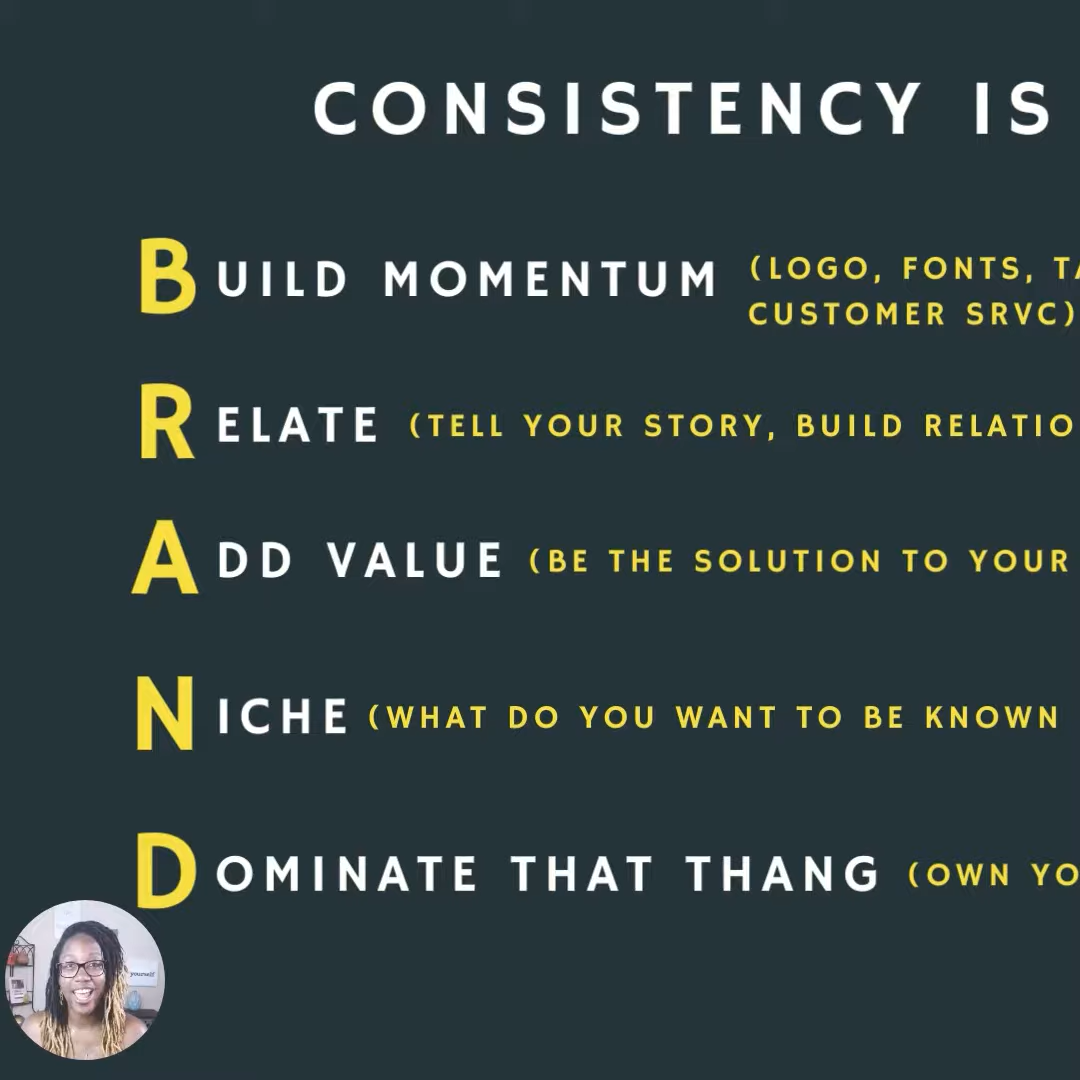 CONSISTENCY IS
BUILD MOMENTUM (LOGO, FONTS,
CUSTOMER SRVC)
RELATE (TELL YOUR STORY, BUILD
ADD VALUE (BE THE SOLUTION TO YOUR
NICHE (WHAT DO YOU WANT TO BE KNOWN
DOMINATE THAT THANG (OWN
yourself